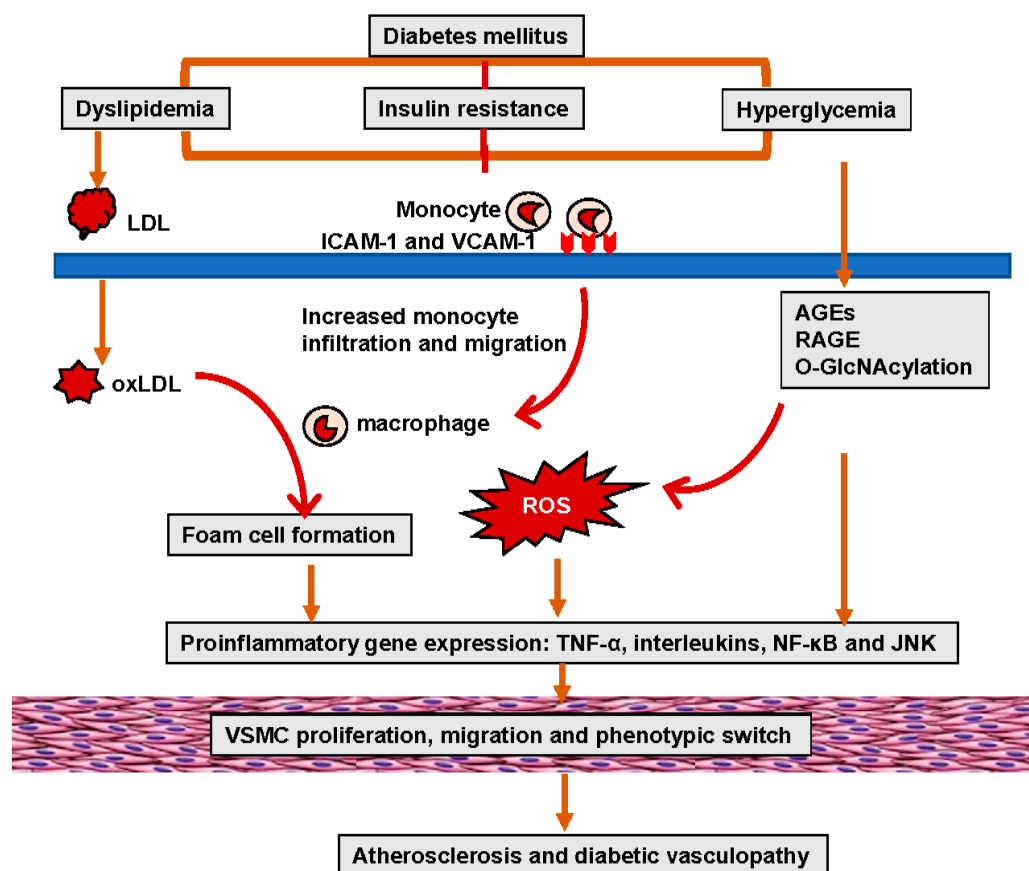 Diabetes mellitus
Dyslipidemia
Insulin resistance
Hyperglycemia
LDL
Monocyte
ICAM-1 and VCAM-1
Increased monocyte
infiltration and migration
AGEs
RAGE
O-GlcNAcylation
oxLDL
macrophage
ROS
Foam cell formation
Proinflammatory gene expression: TNF-α, interleukins, NF-κB and JNK
VSMC proliferation, migration and phenotypic switch
Atherosclerosis and diabetic vasculopathy